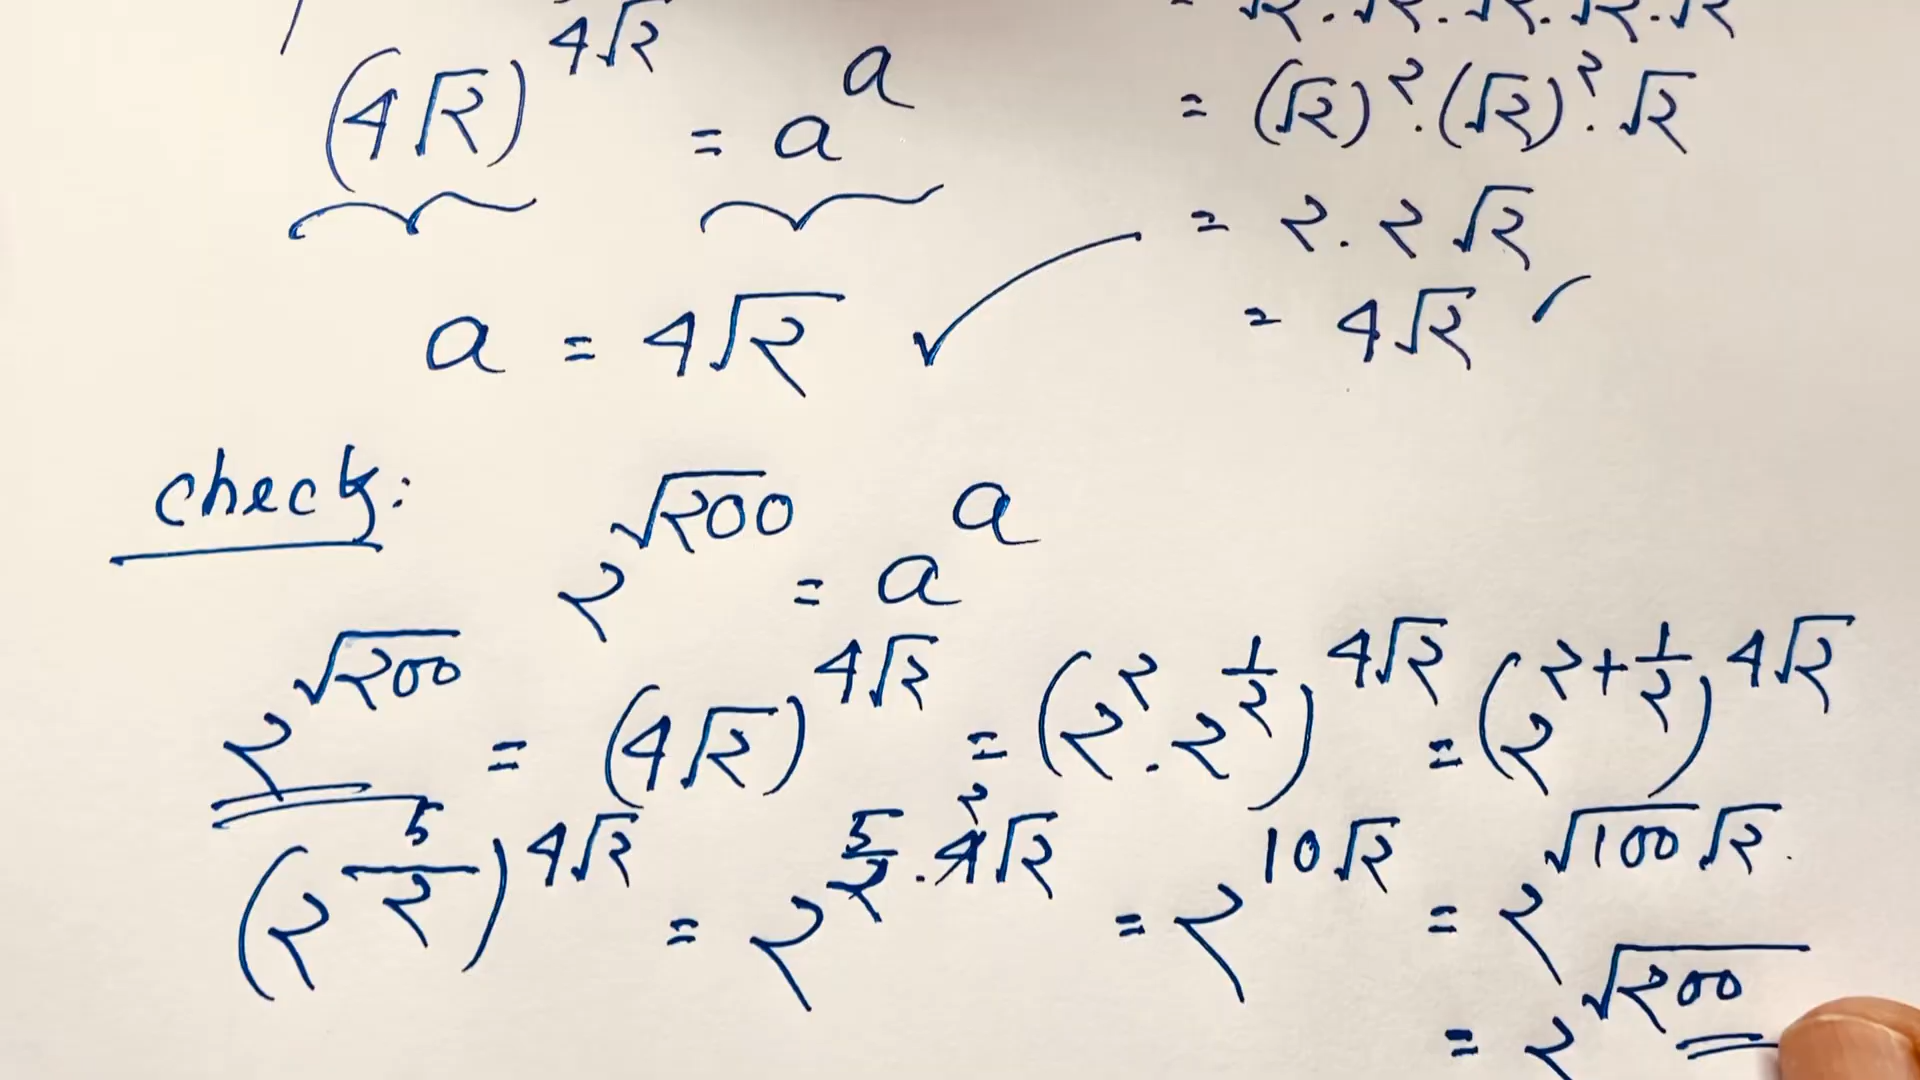 = √2 · √2 · √2 · √2 · √2
(4√2)^(4√2) = a^a
= (√2)^2 · (√2)^2 · √2
= 2 · 2√2
= 4√2 ✓
a = 4√2 ✓
check:
2^(√200) = a^a
2^(√200) = (4√2)^(4√2) = (2^2 · 2^(1/2))^(4√2) = (2^(2+1/2))^(4√2)
(2^(5/2))^(4√2) = 2^(5/2 · 4√2) = 2^(10√2) = 2^(√100 √2)
= 2^(√200)